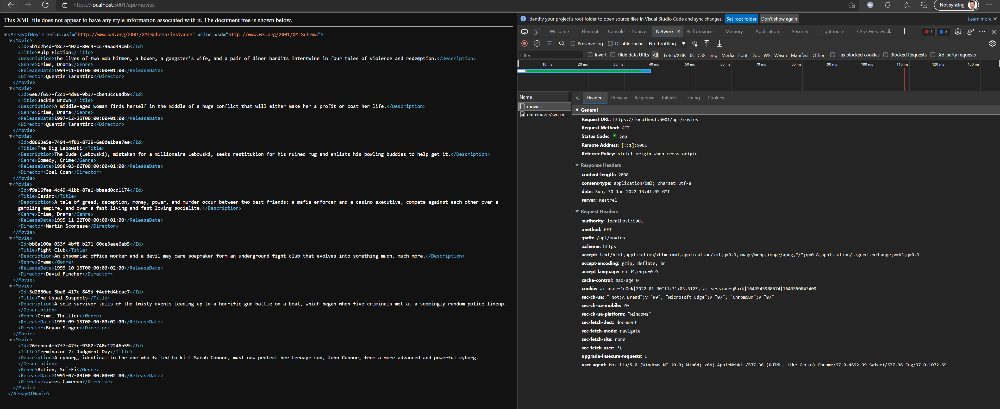 https://localhost:5001/api/movies
Not syncing
This XML file does not appear to have any style information associated with it. The document tree is shown below.
<ArrayOfMovie xmlns:xsi="http://www.w3.org/2001/XMLSchema-instance" xmlns:xsd="http://www.w3.org/2001/XMLSchema">
<Movie>
<Id>5b1c2b4d-48c7-402a-80c3-cc796ad49c6b</Id>
<Title>Pulp Fiction</Title>
<Description>The lives of two mob hitmen, a boxer, a gangster's wife, and a pair of diner bandits intertwine in four tales of violence and redemption.</Description>
<Genre>Crime, Drama</Genre>
<ReleaseDate>1994-11-09T00:00:00+01:00</ReleaseDate>
<Director>Quentin Tarantino</Director>
</Movie>
<Movie>
<Id>6e87f657-f2c1-4d90-9b37-cbe43cc6adb9</Id>
<Title>Jackie Brown</Title>
<Description>A middle-aged woman finds herself in the middle of a huge conflict that will either make her a profit or cost her life.</Description>
<Genre>Crime, Drama</Genre>
<ReleaseDate>1997-12-25T00:00:00+01:00</ReleaseDate>
<Director>Quentin Tarantino</Director>
</Movie>
<Movie>
<Id>d8663e5e-7494-4f81-8739-6e0de1bea7ee</Id>
<Title>The Big Lebowski</Title>
<Description>The Dude (Lebowski), mistaken for a millionaire Lebowski, seeks restitution for his ruined rug and enlists his bowling buddies to help get it.</Description>
<Genre>Comedy, Crime</Genre>
<ReleaseDate>1998-03-06T00:00:00+01:00</ReleaseDate>
<Director>Joel Coen</Director>
</Movie>
<Movie>
<Id>f9a16fee-4c49-41bb-87a1-bbaad0cd1174</Id>
<Title>Casino</Title>
<Description>A tale of greed, deception, money, power, and murder occur between two best friends: a mafia enforcer and a casino executive, compete against each other over a
gambling empire, and over a fast living and fast loving socialite.</Description>
<Genre>Crime, Drama</Genre>
<ReleaseDate>1995-11-22T00:00:00+01:00</ReleaseDate>
<Director>Martin Scorsese</Director>
</Movie>
<Movie>
<Id>bb6a100a-053f-4bf8-b271-60ce3aae6eb5</Id>
<Title>Fight Club</Title>
<Description>An insomniac office worker and a devil-may-care soapmaker form an underground fight club that evolves into something much, much more.</Description>
<Genre>Drama</Genre>
<ReleaseDate>1999-10-15T00:00:00+02:00</ReleaseDate>
<Director>David Fincher</Director>
</Movie>
<Movie>
<Id>3d2880ae-5ba6-417c-845d-f4ebfd4bcac7</Id>
<Title>The Usual Suspects</Title>
<Description>A sole survivor tells of the twisty events leading up to a horrific gun battle on a boat, which began when five criminals met at a seemingly random police lineup.
</Description>
<Genre>Crime, Thriller</Genre>
<ReleaseDate>1995-09-15T00:00:00+02:00</ReleaseDate>
<Director>Bryan Singer</Director>
</Movie>
<Movie>
<Id>26fcbcc4-b7f7-47fc-9382-740c12246b59</Id>
<Title>Terminator 2: Judgment Day</Title>
<Description>A cyborg, identical to the one who failed to kill Sarah Connor, must now protect her teenage son, John Connor, from a more advanced and powerful cyborg.
</Description>
<Genre>Action, Sci-Fi</Genre>
<ReleaseDate>1991-07-03T00:00:00+02:00</ReleaseDate>
<Director>James Cameron</Director>
</Movie>
</ArrayOfMovie>
Identify your project's root folder to open source files in Visual Studio Code and sync changes. Set root folder Don't show again Learn more
Welcome Elements Console Sources Network Performance Memory Application Security Lighthouse CSS Overview 1 3
Preserve log Disable cache No throttling
Filter Invert Hide data URLs All Fetch/XHR JS CSS Img Media Font Doc WS Wasm Manifest Other Has blocked cookies Blocked Requests 3rd-party requests
10 ms 20 ms 30 ms 40 ms 50 ms 60 ms 70 ms 80 ms 90 ms 100 ms 110 ms 120 ms 130 ms
Name
movies
data:image/svg+x...
Headers Preview Response Initiator Timing Cookies
General
Request URL: https://localhost:5001/api/movies
Request Method: GET
Status Code: 200
Remote Address: [::1]:5001
Referrer Policy: strict-origin-when-cross-origin
Response Headers
content-length: 2808
content-type: application/xml; charset=utf-8
date: Sun, 30 Jan 2022 13:41:05 GMT
server: Kestrel
Request Headers
:authority: localhost:5001
:method: GET
:path: /api/movies
:scheme: https
accept: text/html,application/xhtml+xml,application/xml;q=0.9,image/webp,image/apng,*/*;q=0.8,application/signed-exchange;v=b3;q=0.9
accept-encoding: gzip, deflate, br
accept-language: en-US,en;q=0.9
cache-control: max-age=0
cookie: ai_user=1eOek|2022-01-30T11:31:03.312Z; ai_session=q8aik|1643545988574|1643550043409
sec-ch-ua: " Not;A Brand";v="99", "Microsoft Edge";v="97", "Chromium";v="97"
sec-ch-ua-mobile: ?0
sec-ch-ua-platform: "Windows"
sec-fetch-dest: document
sec-fetch-mode: navigate
sec-fetch-site: none
sec-fetch-user: ?1
upgrade-insecure-requests: 1
user-agent: Mozilla/5.0 (Windows NT 10.0; Win64; x64) AppleWebKit/537.36 (KHTML, like Gecko) Chrome/97.0.4692.99 Safari/537.36 Edg/97.0.1072.69